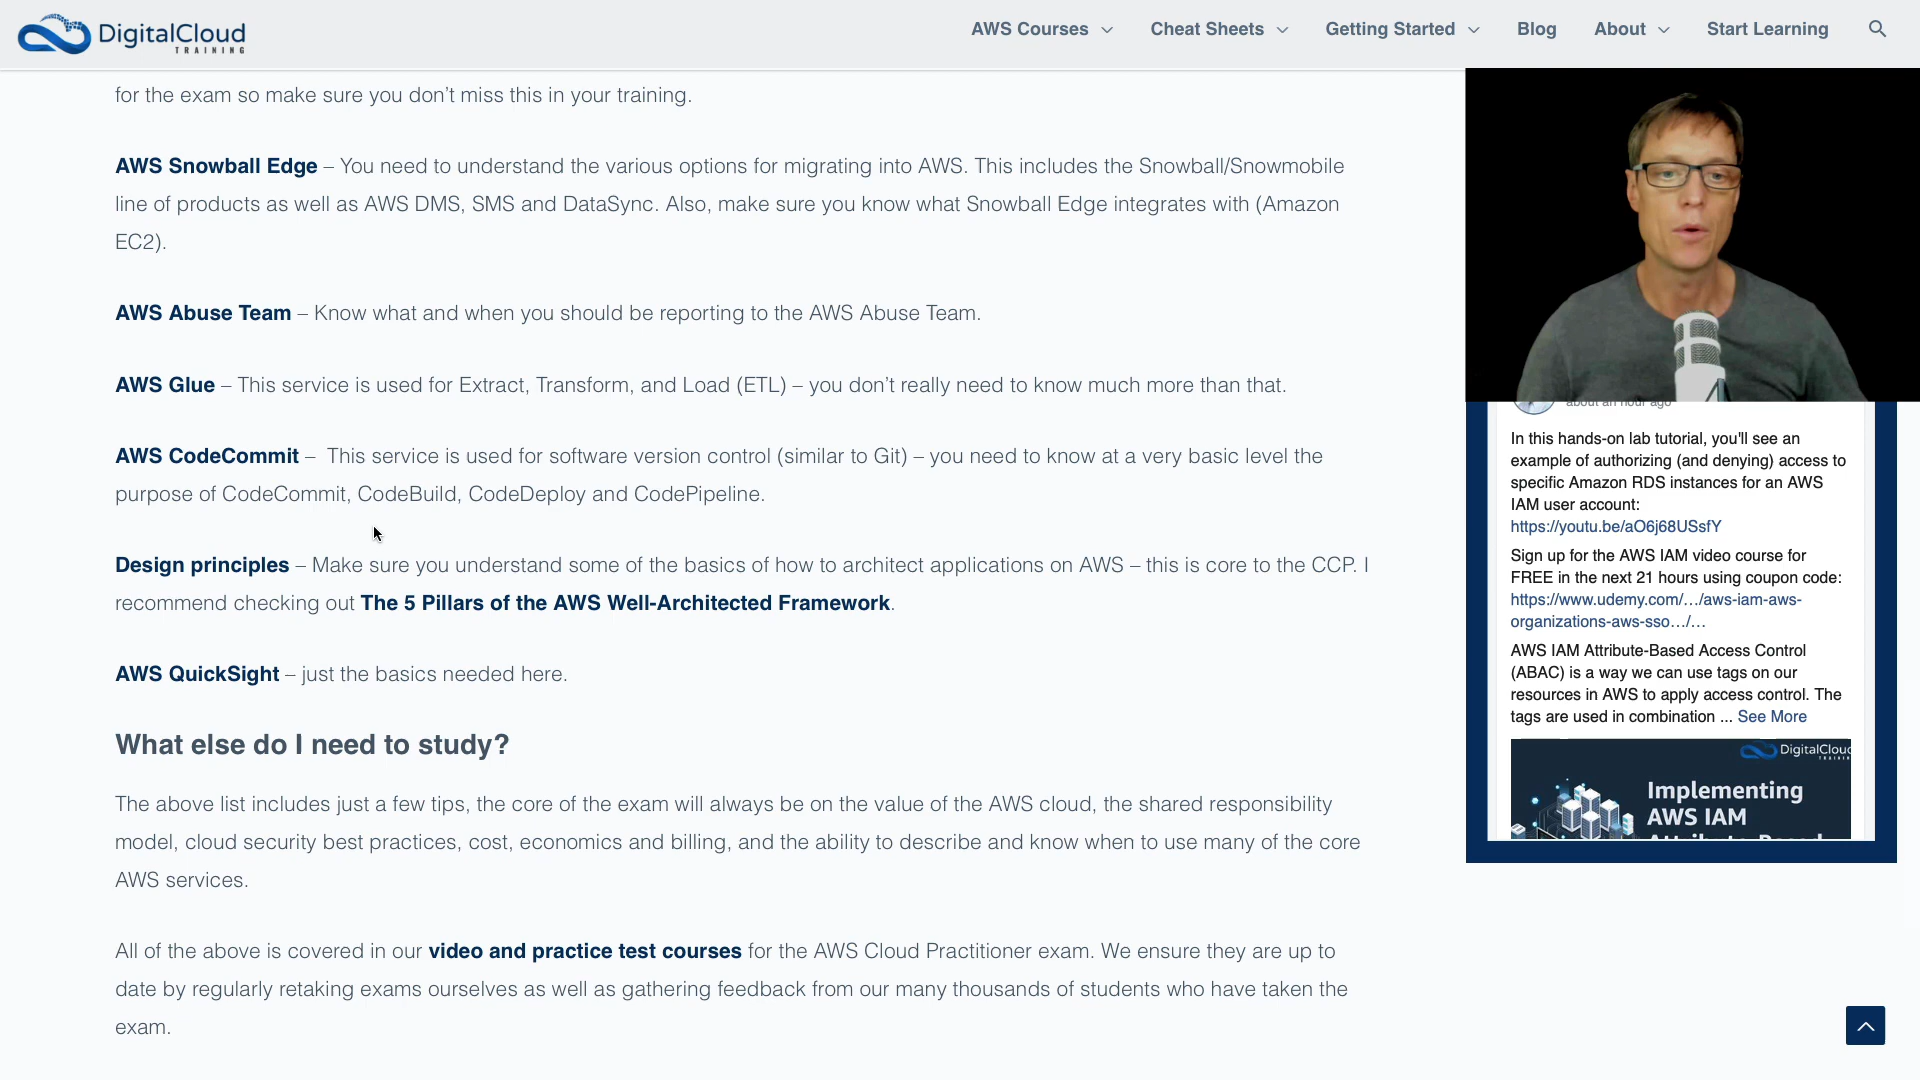 DigitalCloud
TRAINING
AWS Courses
Cheat Sheets
Getting Started
Blog
About
Start Learning
for the exam so make sure you don’t miss this in your training.
AWS Snowball Edge – You need to understand the various options for migrating into AWS. This includes the Snowball/Snowmobile
line of products as well as AWS DMS, SMS and DataSync. Also, make sure you know what Snowball Edge integrates with (Amazon
EC2).
AWS Abuse Team – Know what and when you should be reporting to the AWS Abuse Team.
AWS Glue – This service is used for Extract, Transform, and Load (ETL) – you don’t really need to know much more than that.
AWS CodeCommit – This service is used for software version control (similar to Git) – you need to know at a very basic level the
purpose of CodeCommit, CodeBuild, CodeDeploy and CodePipeline.
Design principles – Make sure you understand some of the basics of how to architect applications on AWS – this is core to the CCP. I
recommend checking out The 5 Pillars of the AWS Well-Architected Framework.
AWS QuickSight – just the basics needed here.
What else do I need to study?
The above list includes just a few tips, the core of the exam will always be on the value of the AWS cloud, the shared responsibility
model, cloud security best practices, cost, economics and billing, and the ability to describe and know when to use many of the core
AWS services.
All of the above is covered in our video and practice test courses for the AWS Cloud Practitioner exam. We ensure they are up to
date by regularly retaking exams ourselves as well as gathering feedback from our many thousands of students who have taken the
exam.
about an hour ago
In this hands-on lab tutorial, you'll see an
example of authorizing (and denying) access to
specific Amazon RDS instances for an AWS
IAM user account:
https://youtu.be/aO6j68USsfY
Sign up for the AWS IAM video course for
FREE in the next 21 hours using coupon code:
https://www.udemy.com/…/aws-iam-aws-
organizations-aws-sso…/…
AWS IAM Attribute-Based Access Control
(ABAC) is a way we can use tags on our
resources in AWS to apply access control. The
tags are used in combination ... See More
DigitalCloud
Implementing
AWS IAM
Attribute-Based